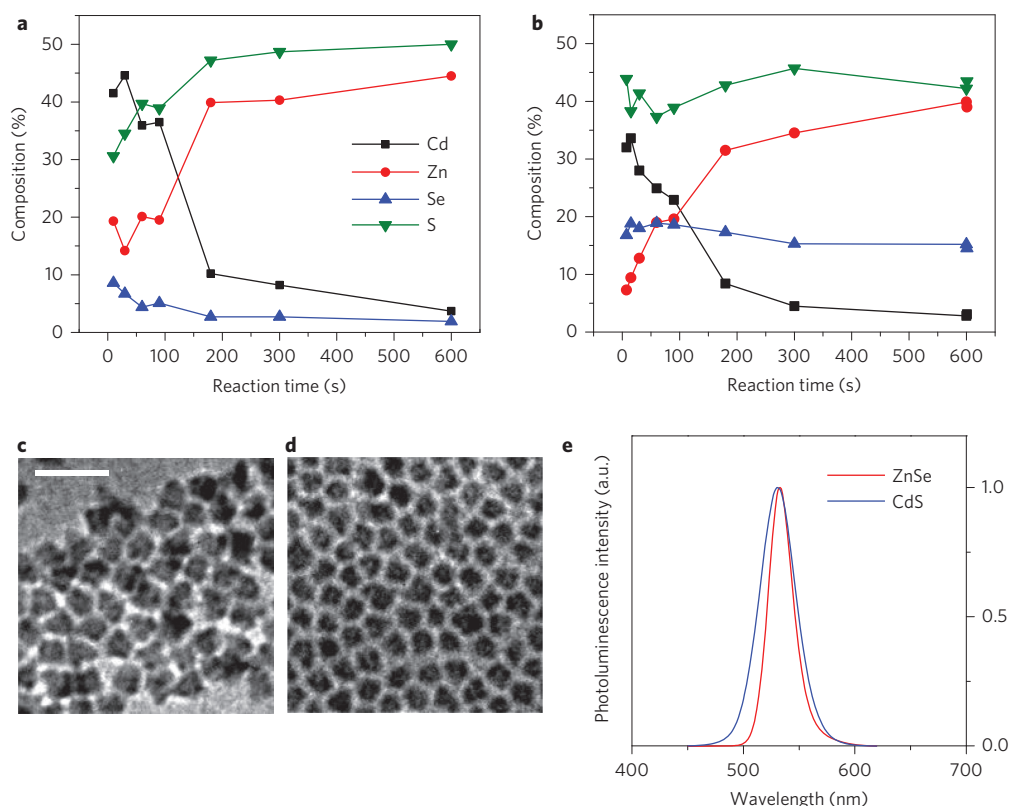 a
Composition (%)
50
40
30
20
10
0
Cd
Zn
Se
S
0 100 200 300 400 500 600
Reaction time (s)
b
Composition (%)
50
40
30
20
10
0
0 100 200 300 400 500 600
Reaction time (s)
c
d
e
Photoluminescence intensity (a.u.)
ZnSe
CdS
1.0
0.5
0.0
400 500 600 700
Wavelength (nm)